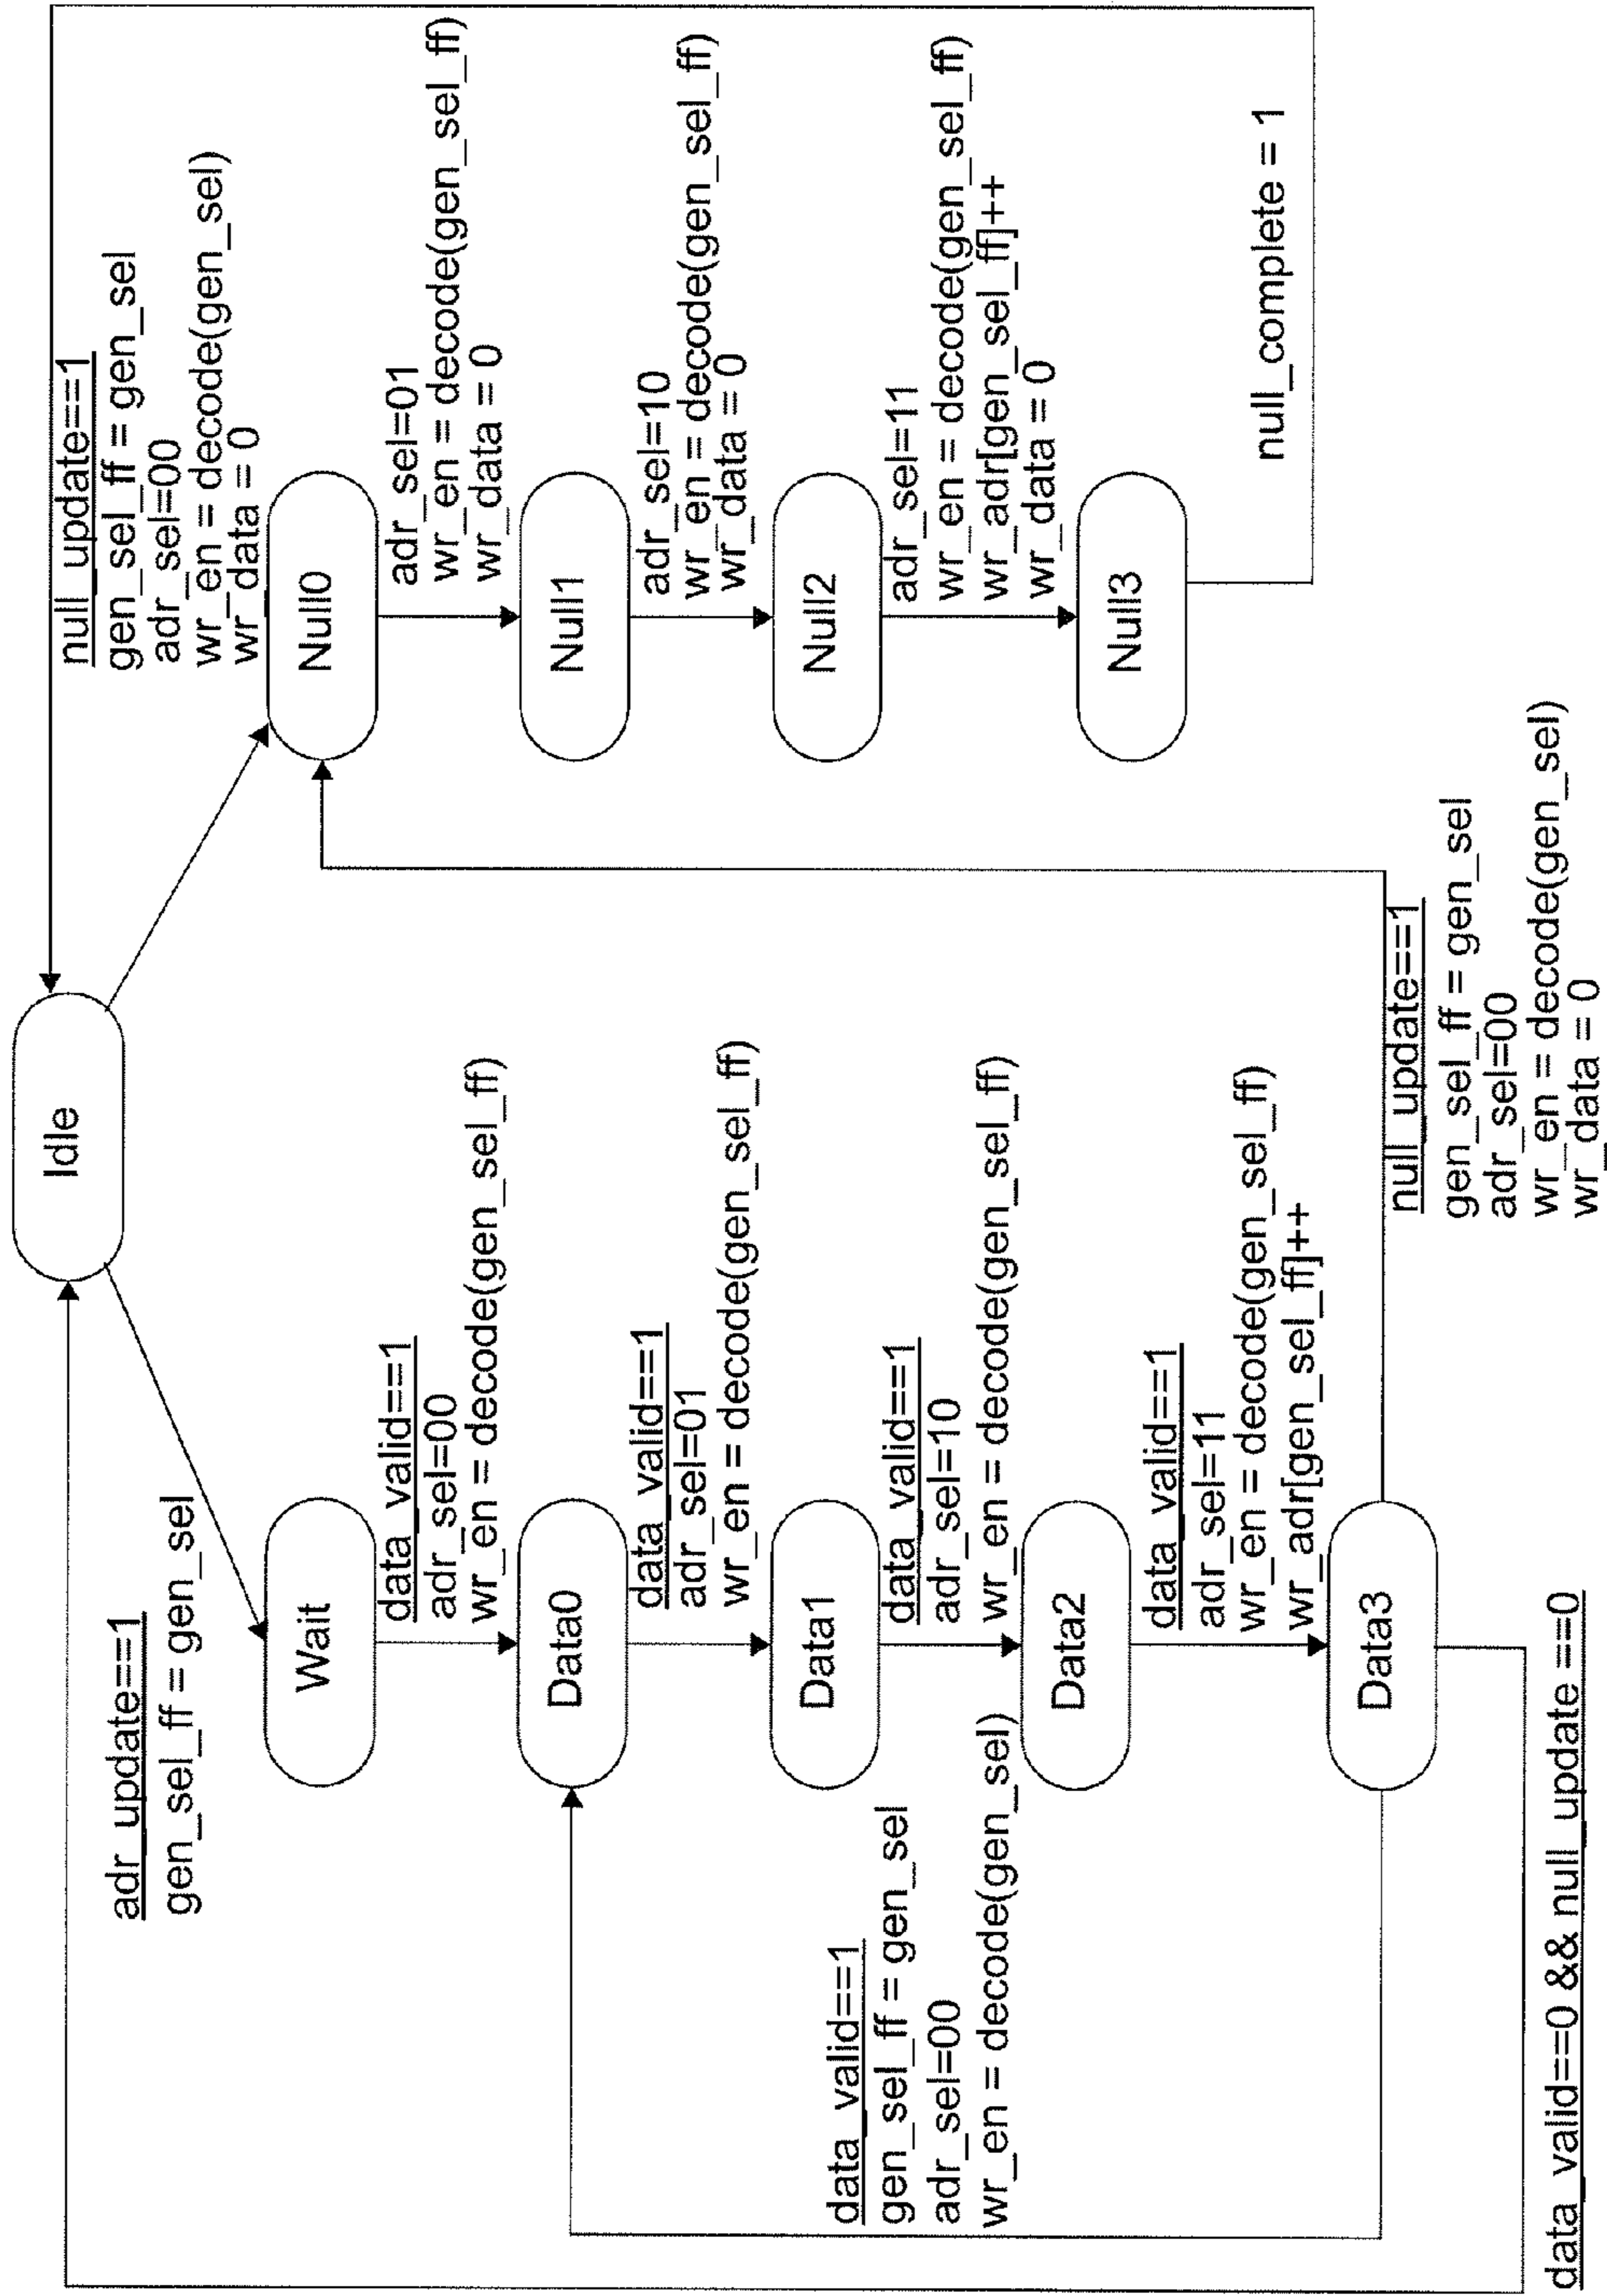 Idle
adr_update==1
gen_sel_ff = gen_sel
null_update==1
gen_sel_ff = gen_sel
adr_sel=00
wr_en = decode(gen_sel)
wr_data = 0
Wait
data_valid==1
adr_sel=00
wr_en = decode(gen_sel_ff)
Data0
data_valid==1
adr_sel=01
wr_en = decode(gen_sel_ff)
Data1
data_valid==1
adr_sel=10
wr_en = decode(gen_sel_ff)
Data2
data_valid==1
adr_sel=11
wr_en = decode(gen_sel_ff)
wr_adr[gen_sel_ff]++
Data3
data_valid==1
gen_sel_ff = gen_sel
adr_sel=00
wr_en = decode(gen_sel)
data_valid==0 && null_update ==0
null_update==1
gen_sel_ff = gen_sel
adr_sel=00
wr_en = decode(gen_sel)
wr_data = 0
Null0
adr_sel=01
wr_en = decode(gen_sel_ff)
wr_data = 0
Null1
adr_sel=10
wr_en = decode(gen_sel_ff)
wr_data = 0
Null2
adr_sel=11
wr_en = decode(gen_sel_ff)
wr_adr[gen_sel_ff]++
wr_data = 0
Null3
null_complete = 1